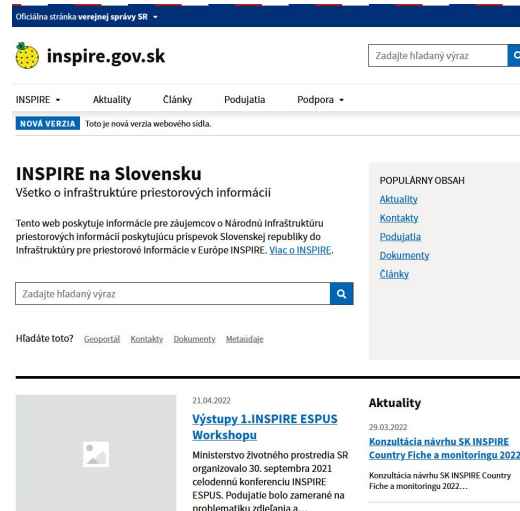 Oficiálna stránka verejnej správy SR
inspire.gov.sk
Zadajte hľadaný výraz
INSPIRE Aktuality Články Podujatia Podpora
NOVÁ VERZIA Toto je nová verzia webového sídla.
INSPIRE na Slovensku
Všetko o infraštruktúre priestorových informácií
Tento web poskytuje informácie pre záujemcov o Národnú infraštruktúru
priestorových informácií poskytujúcu príspevok Slovenskej republiky do
Infraštruktúry pre priestorové informácie v Európe INSPIRE. Viac o INSPIRE.
Zadajte hľadaný výraz
Hľadáte toto? Geoportál Kontakty Dokumenty Metaúdaje
POPULÁRNY OBSAH
Aktuality
Kontakty
Podujatia
Dokumenty
Články
21.04.2022
Výstupy 1.INSPIRE ESPUS
Workshopu
Ministerstvo životného prostredia SR
organizovalo 30. septembra 2021
celodennú konferenciu INSPIRE
ESPUS. Podujatie bolo zamerané na
problematiku zdieľania a...
Aktuality
29.03.2022
Konzultácia návrhu SK INSPIRE
Country Fiche a monitoringu 2022
Konzultácia návrhu SK INSPIRE Country
Fiche a monitoringu 2022...